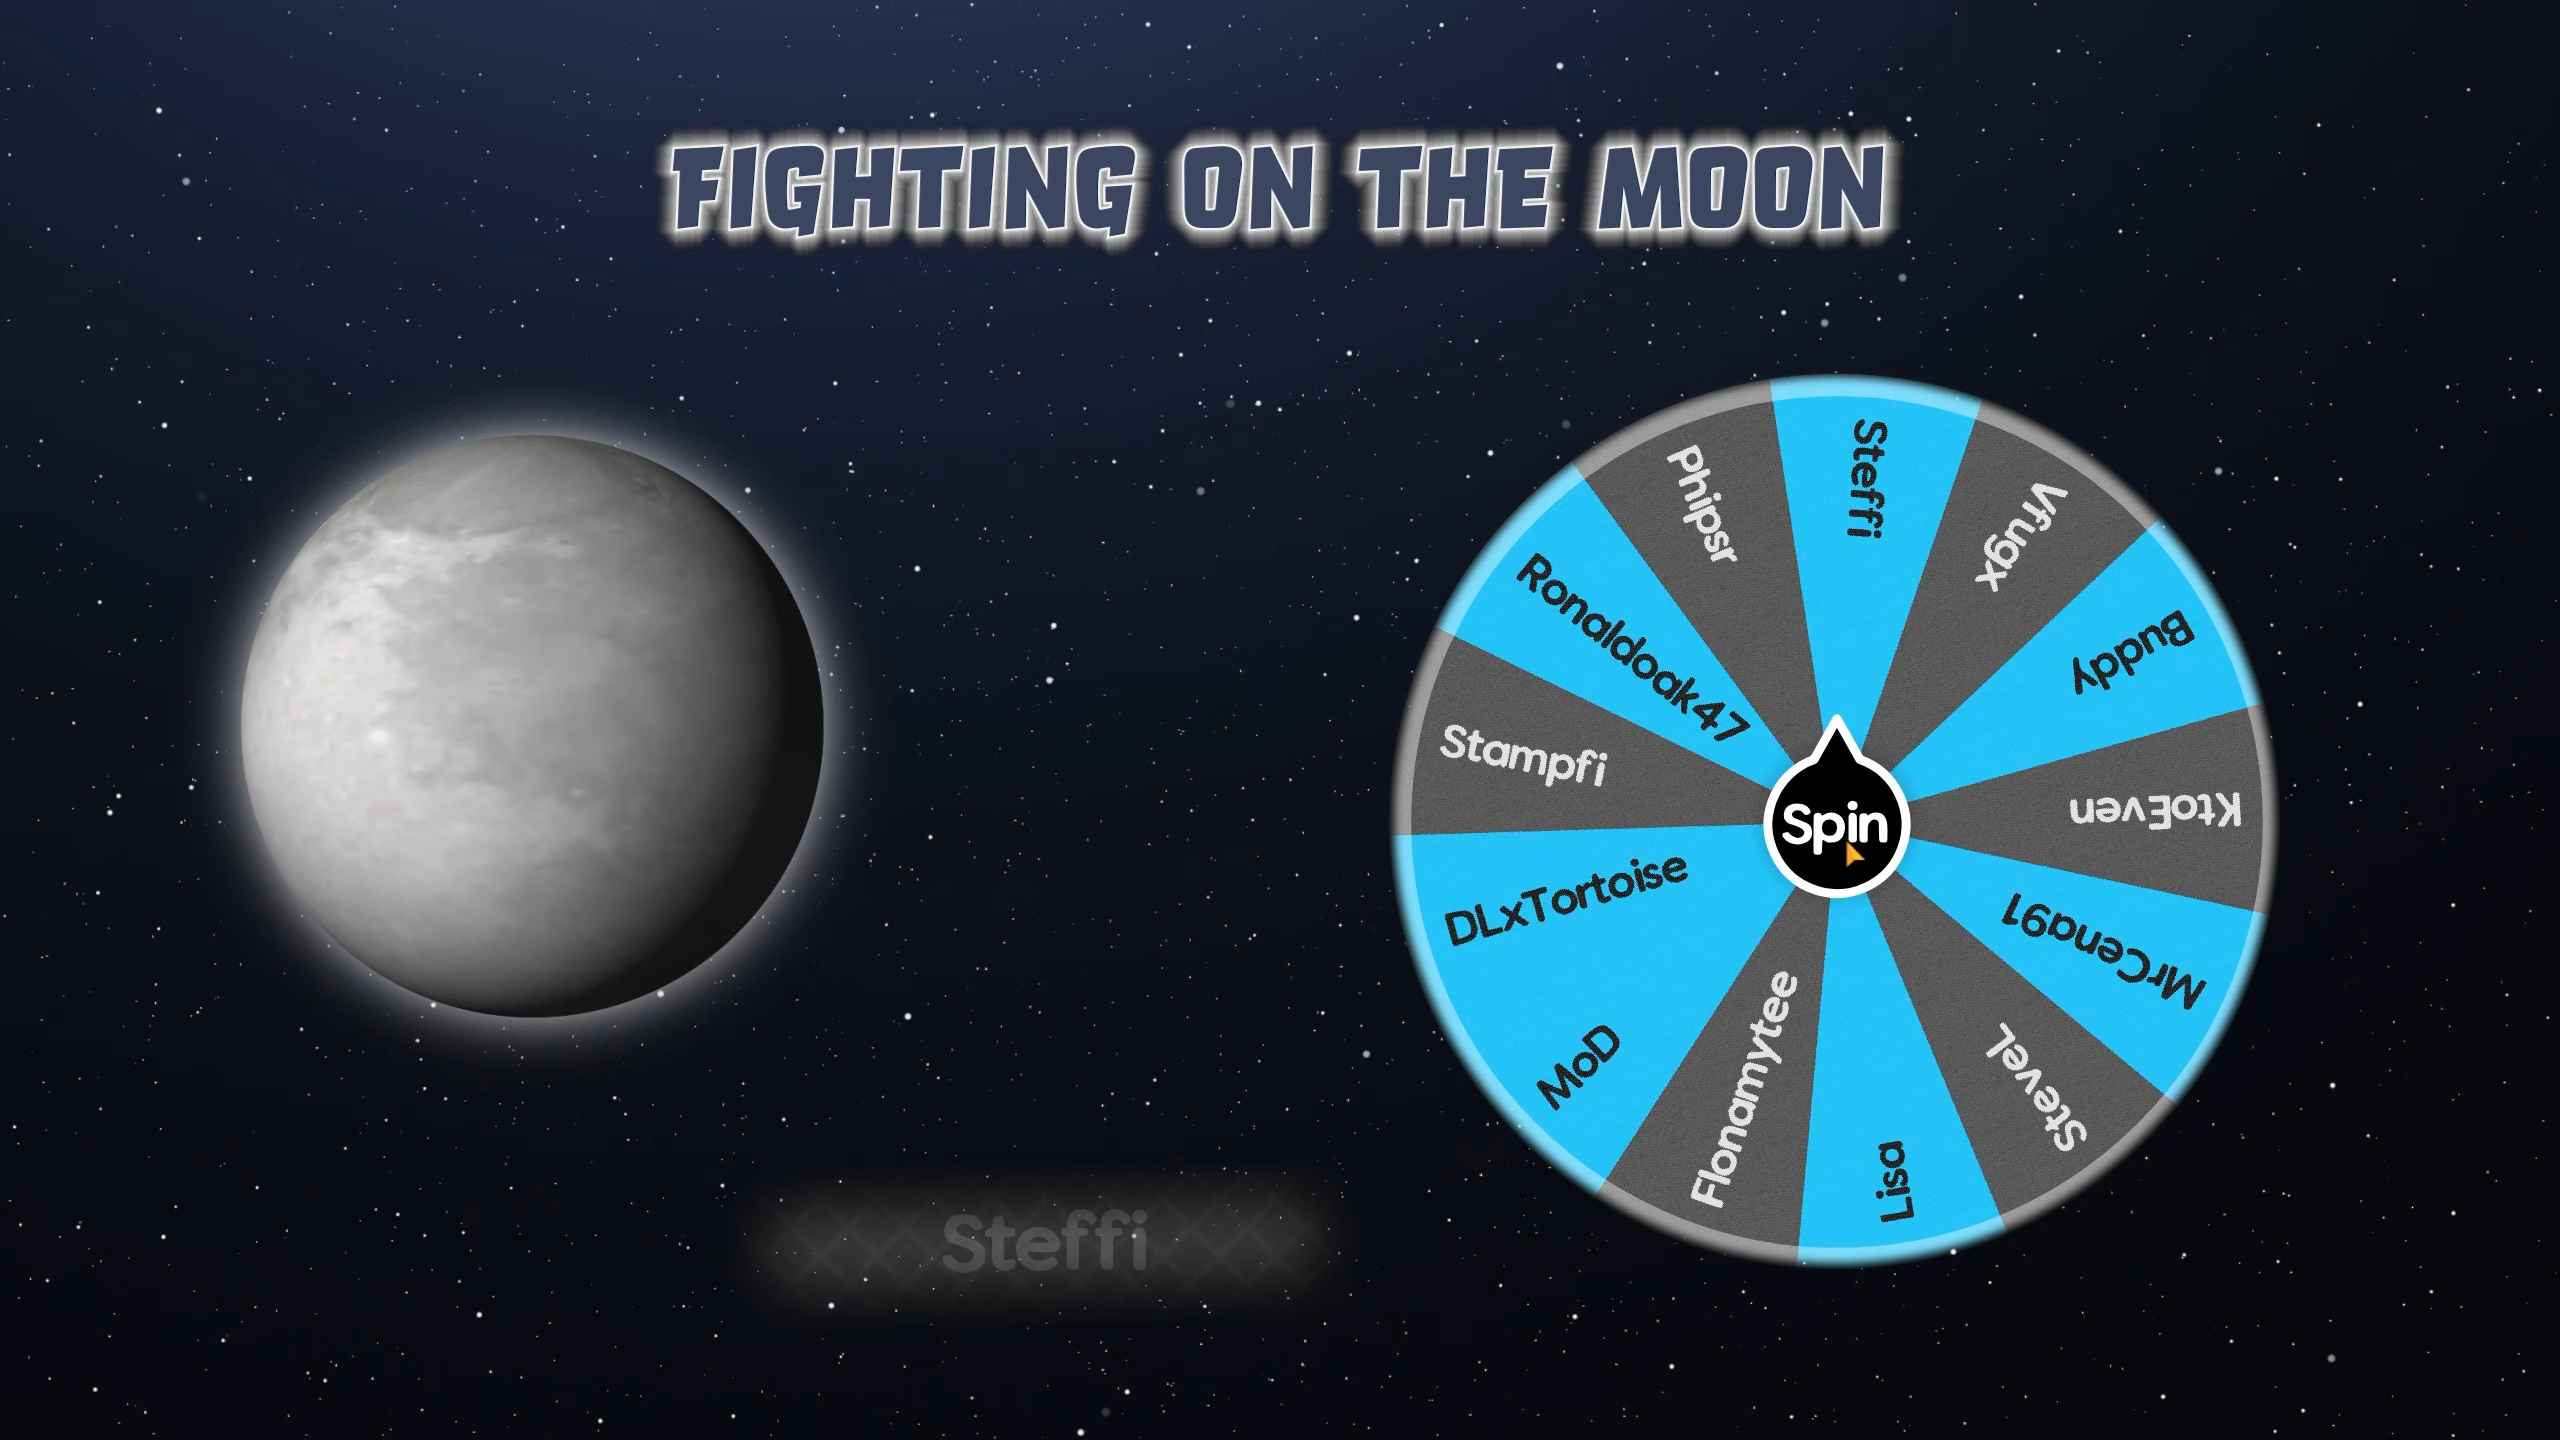 FIGHTING ON THE MOON
Steffi
Vfugx
Buddy
KtoEven
MrCena91
SteveL
Lisa
Flonamytee
MoD
DLxTortoise
Stampfi
Ronaldoak47
Phipsr
Spin
Steffi